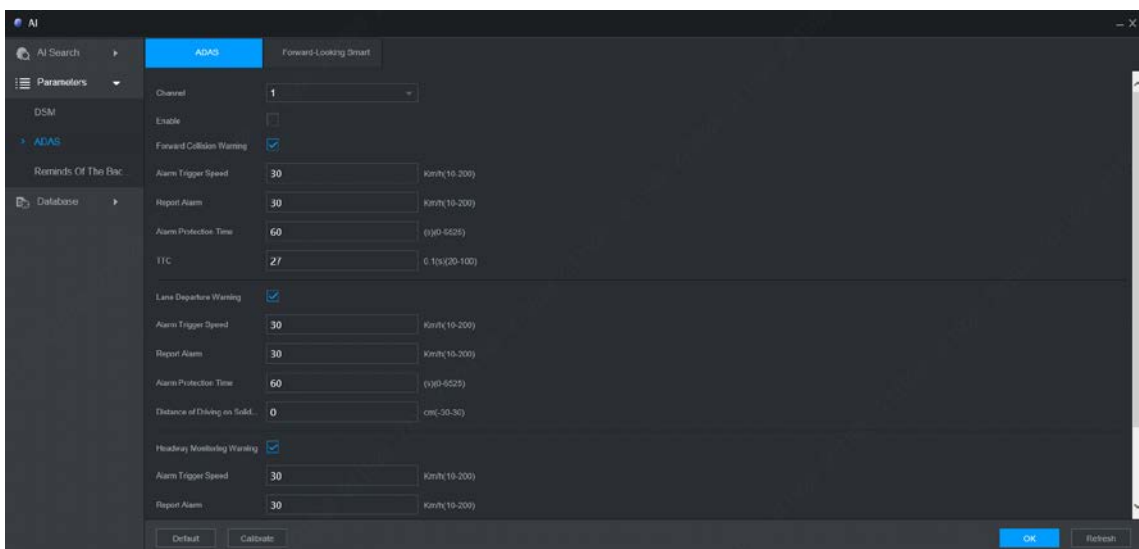 AI
AI Search
Parameters
DSM
ADAS
Reminds Of The Bac
Database
ADAS Forward-Looking Smart
Channel 1
Enable
Forward Collision Warning
Alarm Trigger Speed 30 Km/h(10-200)
Report Alarm 30 Km/h(10-200)
Alarm Protection Time 60 (s)(0-6525)
TTC 27 0.1(s)(20-100)
Lane Departure Warning
Alarm Trigger Speed 30 Km/h(10-200)
Report Alarm 30 Km/h(10-200)
Alarm Protection Time 60 (s)(0-6525)
Distance of Driving on Solid... 0 cm(-30-30)
Headway Monitoring Warning
Alarm Trigger Speed 30 Km/h(10-200)
Report Alarm 30 Km/h(10-200)
Default Calibrate OK Refresh